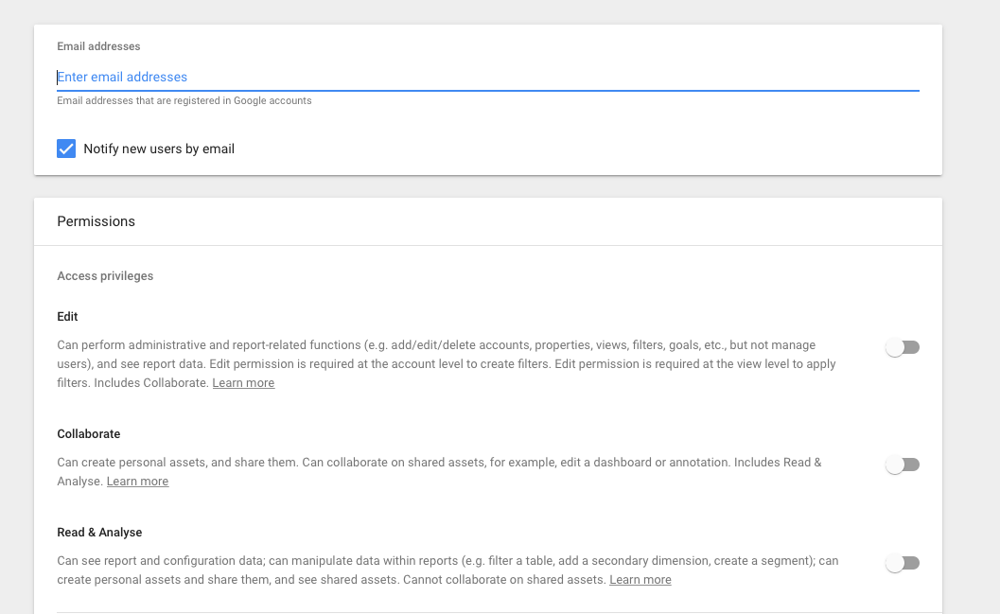 Email addresses
Enter email addresses
Email addresses that are registered in Google accounts
Notify new users by email
Permissions
Access privileges
Edit
Can perform administrative and report-related functions (e.g. add/edit/delete accounts, properties, views, filters, goals, etc., but not manage
users), and see report data. Edit permission is required at the account level to create filters. Edit permission is required at the view level to apply
filters. Includes Collaborate. Learn more
Collaborate
Can create personal assets, and share them. Can collaborate on shared assets, for example, edit a dashboard or annotation. Includes Read &
Analyse. Learn more
Read & Analyse
Can see report and configuration data; can manipulate data within reports (e.g. filter a table, add a secondary dimension, create a segment); can
create personal assets and share them, and see shared assets. Cannot collaborate on shared assets. Learn more